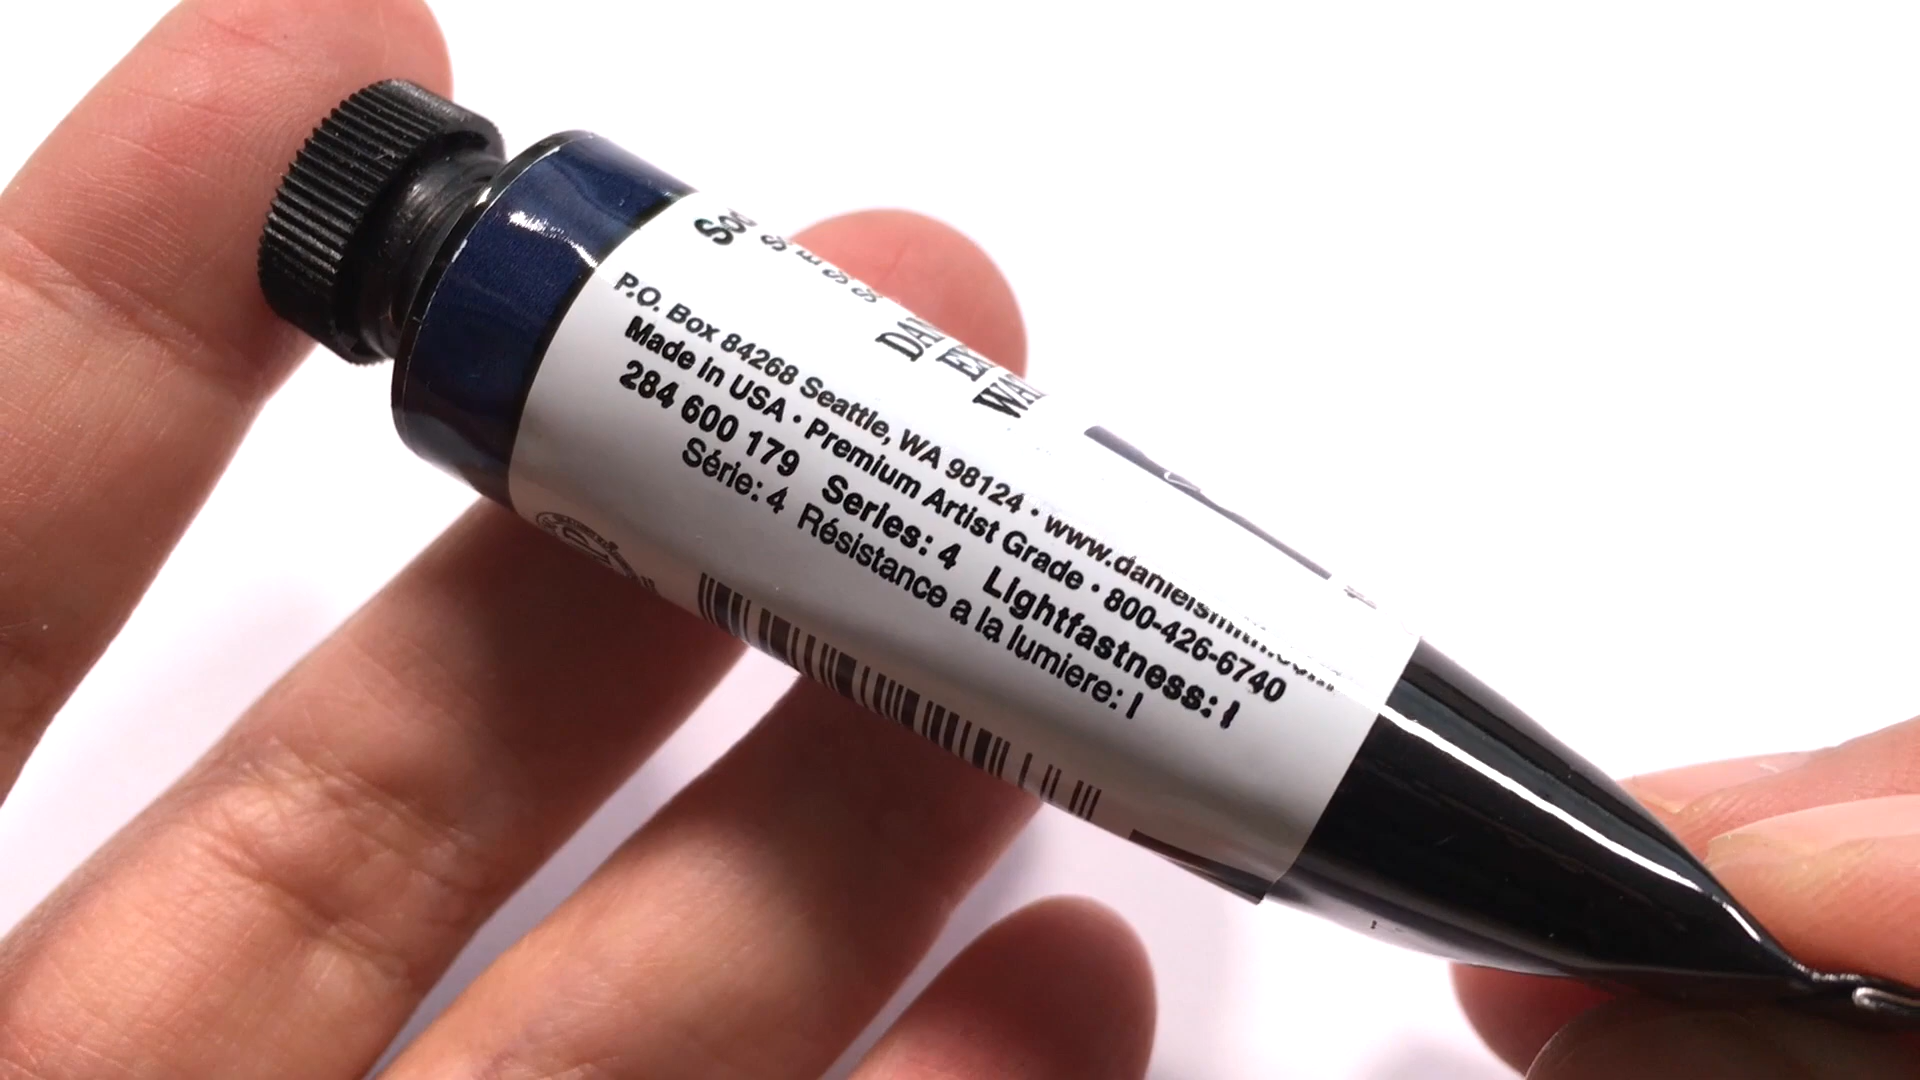 Sod
P.O. Box 84268 Seattle, WA 98124 • www.danielsmith.com
Made in USA • Premium Artist Grade • 800-426-6740
284 600 179 Series: 4 Lightfastness: I
Série: 4 Résistance a la lumiere: I